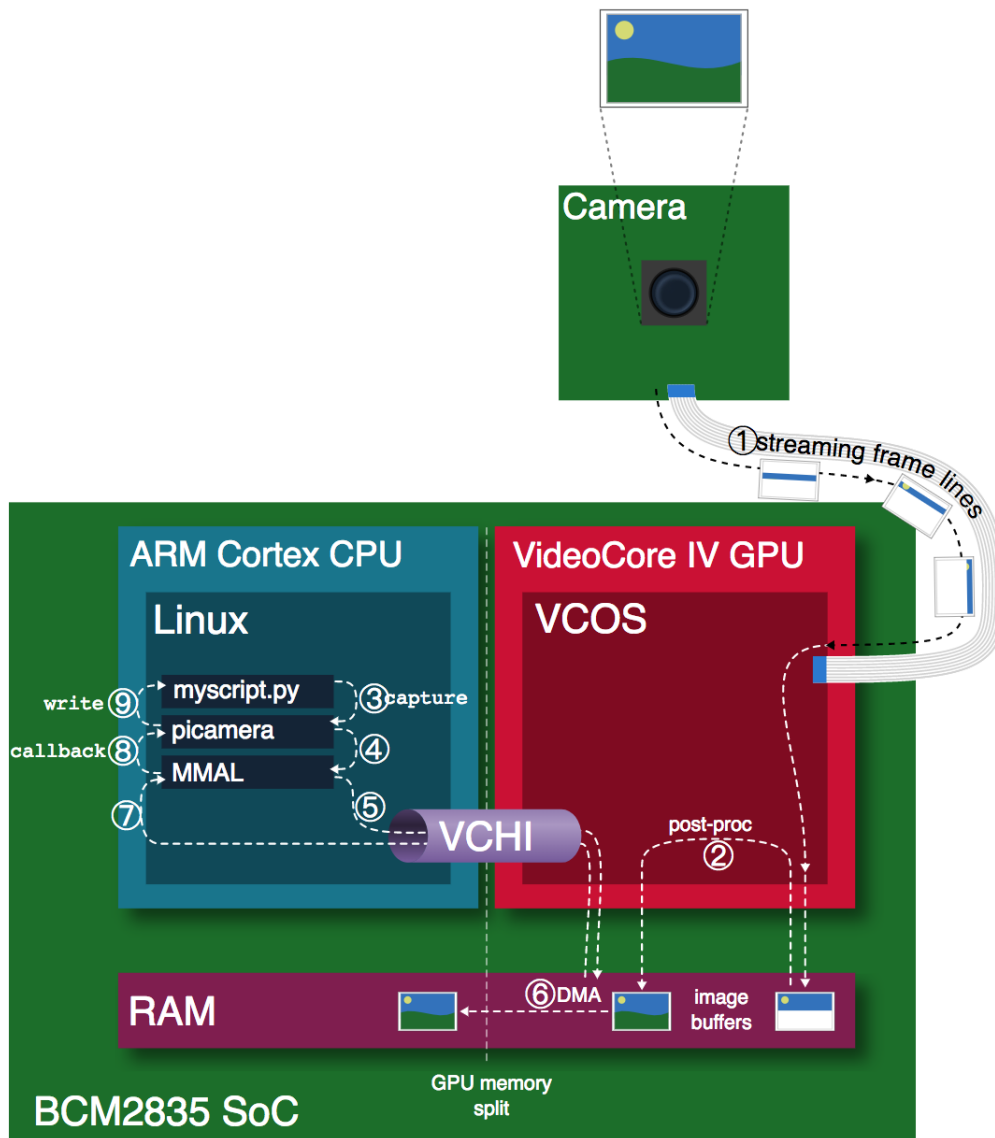 Camera
①streaming frame lines
ARM Cortex CPU
VideoCore IV GPU
Linux
VCOS
myscript.py
③capture
write ⑨
picamera
callback ⑧
④
MMAL
⑦
⑤
VCHI
post-proc
②
RAM
⑥DMA
image
buffers
GPU memory
split
BCM2835 SoC